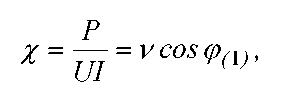 χ = P/UI = ν cos φ(1) ,